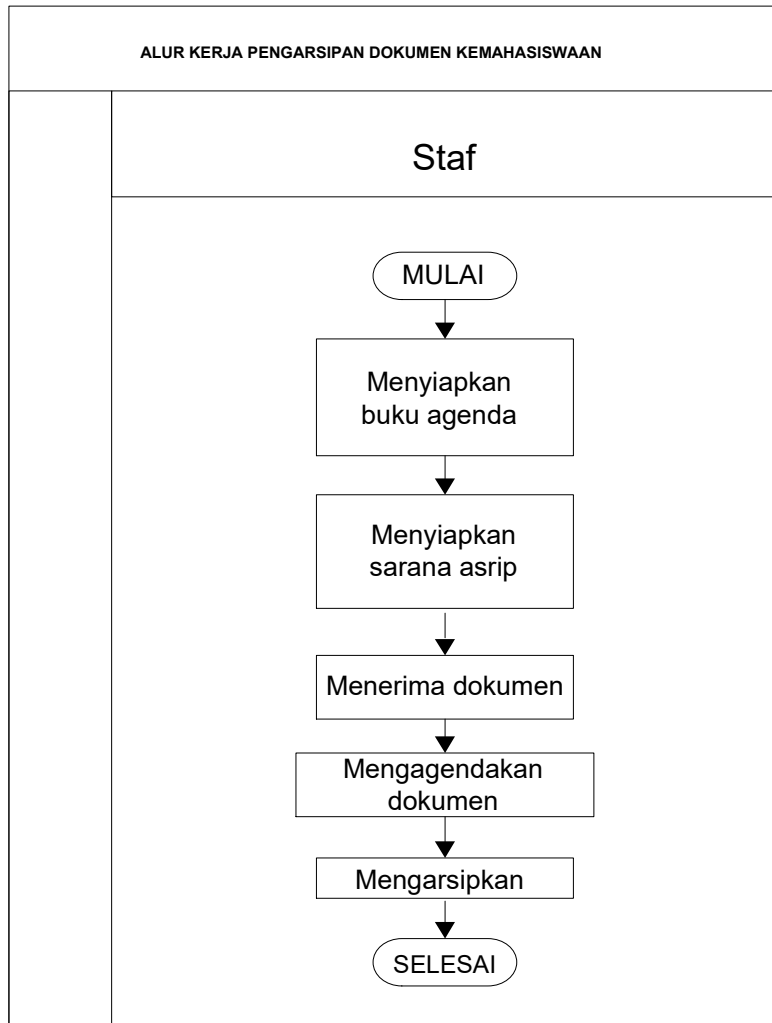 ALUR KERJA PENGARSIPAN DOKUMEN KEMAHASISWAAN
Staf
MULAI
Menyiapkan
buku agenda
Menyiapkan
sarana asrip
Menerima dokumen
Mengagendakan
dokumen
Mengarsipkan
SELESAI